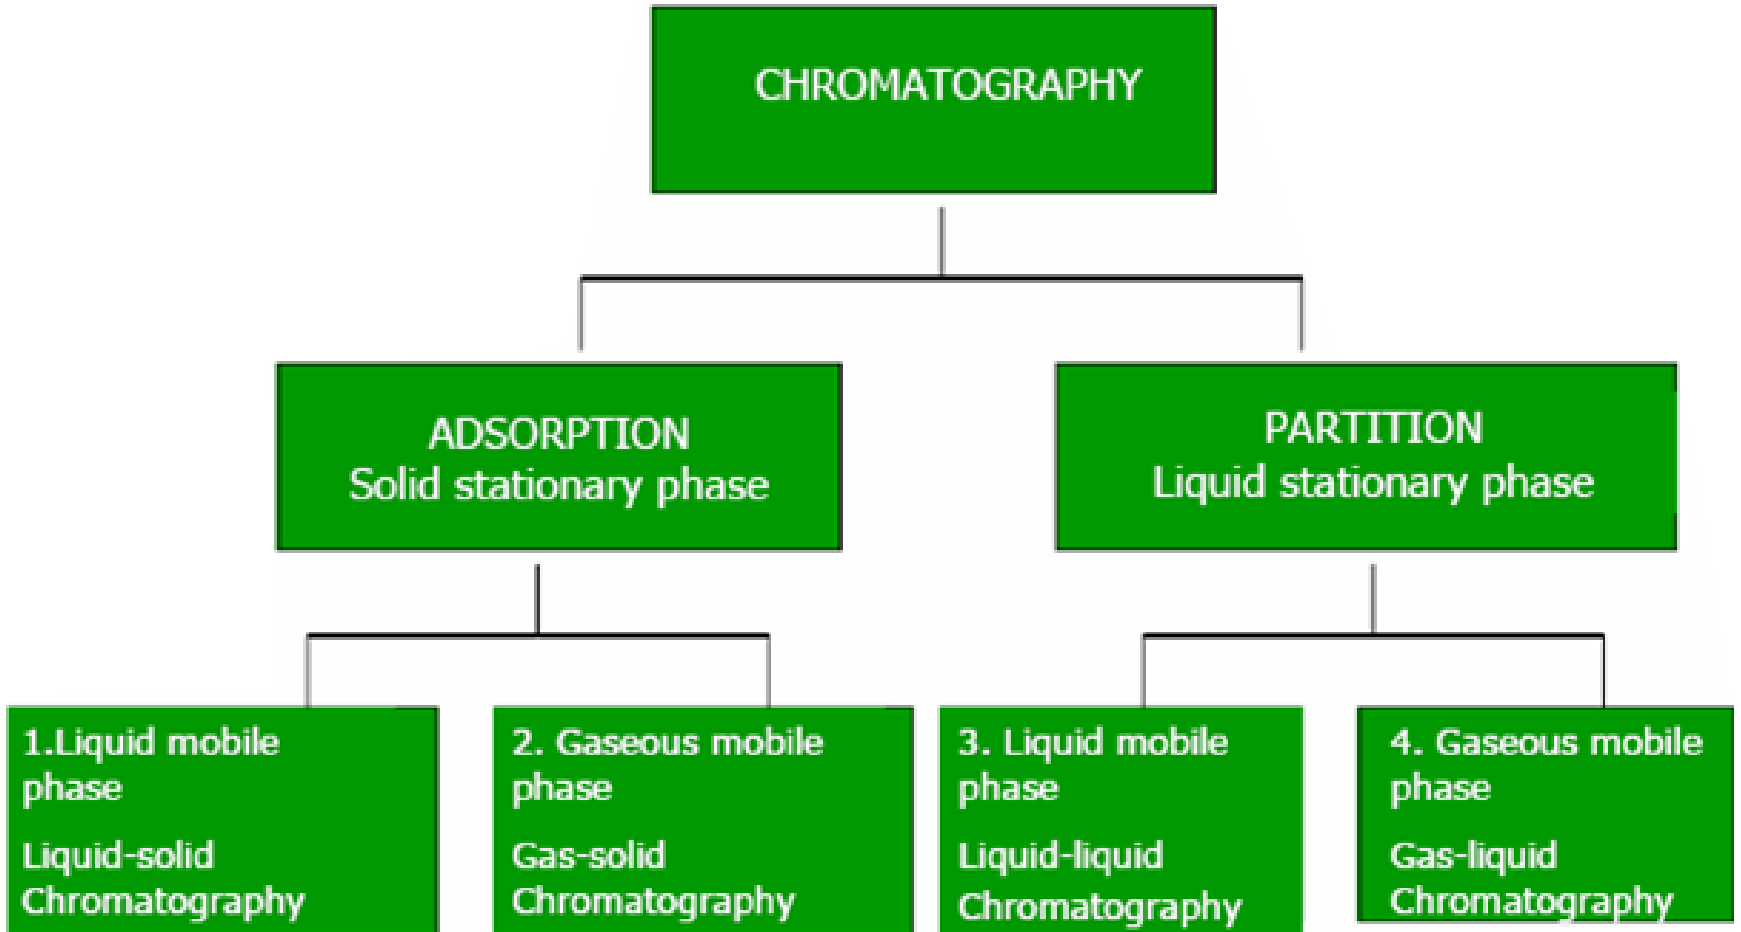 CHROMATOGRAPHY
ADSORPTION
Solid stationary phase
PARTITION
Liquid stationary phase
1.Liquid mobile
phase
Liquid-solid
Chromatography
2. Gaseous mobile
phase
Gas-solid
Chromatography
3. Liquid mobile
phase
Liquid-liquid
Chromatography
4. Gaseous mobile
phase
Gas-liquid
Chromatography